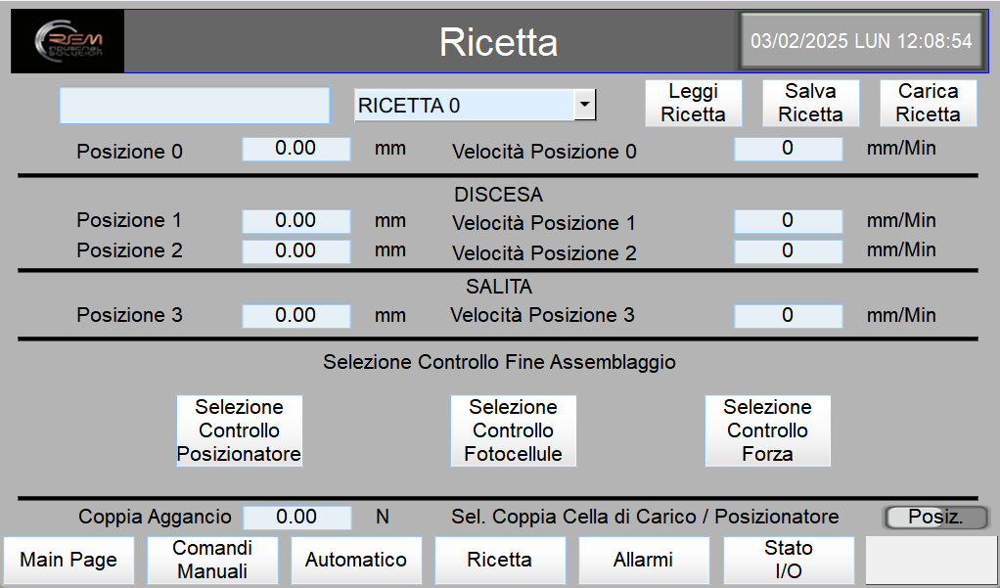 REM
INDUSTRIAL
SOLUTION
Ricetta
03/02/2025 LUN 12:08:54
RICETTA 0
Leggi
Ricetta
Salva
Ricetta
Carica
Ricetta
Posizione 0 0.00 mm Velocità Posizione 0 0 mm/Min
DISCESA
Posizione 1 0.00 mm Velocità Posizione 1 0 mm/Min
Posizione 2 0.00 mm Velocità Posizione 2 0 mm/Min
SALITA
Posizione 3 0.00 mm Velocità Posizione 3 0 mm/Min
Selezione Controllo Fine Assemblaggio
Selezione
Controllo
Posizionatore
Selezione
Controllo
Fotocellule
Selezione
Controllo
Forza
Coppia Aggancio 0.00 N Sel. Coppia Cella di Carico / Posizionatore Posiz.
Main Page
Comandi
Manuali
Automatico
Ricetta
Allarmi
Stato
I/O